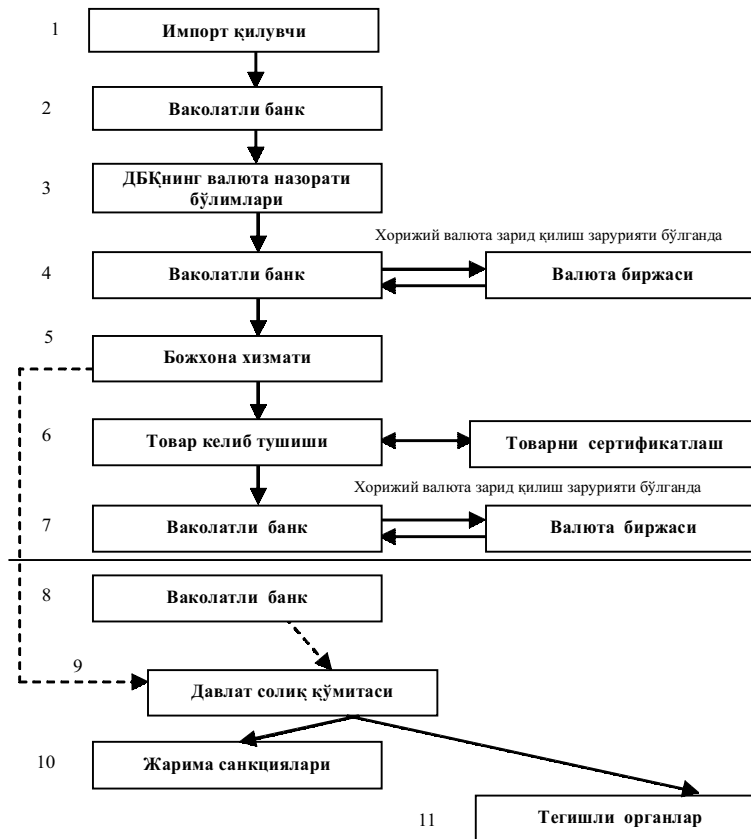 1
Импорт қилувчи
2
Ваколатли банк
3
ДБҚнинг валюта назорати
бўлимлари
Хорижий валюта зарид қилиш зарурияти бўлганда
4
Ваколатли банк
Валюта биржаси
5
Божхона хизмати
6
Товар келиб тушиши
Товарни сертификатлаш
Хорижий валюта зарид қилиш зарурияти бўлганда
7
Ваколатли банк
Валюта биржаси
8
Ваколатли банк
9
Давлат солиқ қўмитаси
10
Жарима санкциялари
11
Тегишли органлар